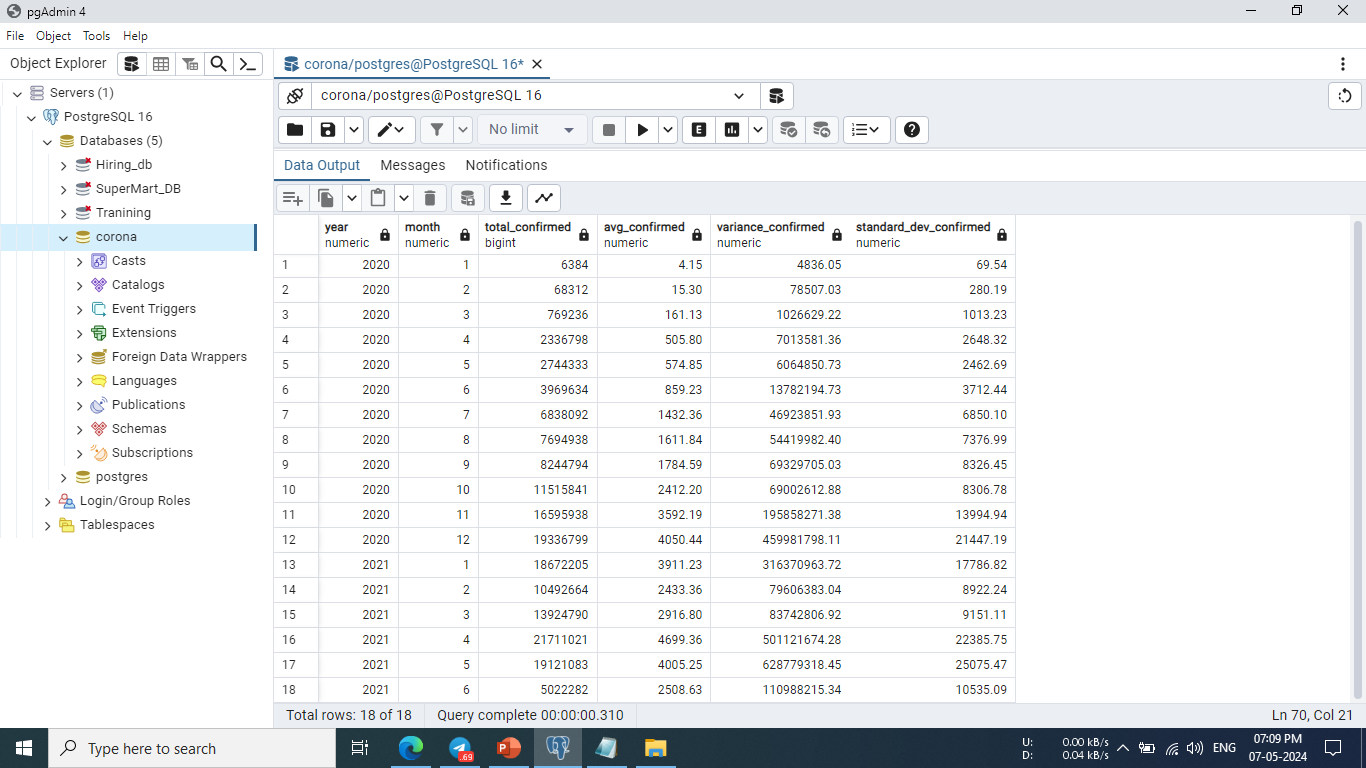 pgAdmin 4
File Object Tools Help
Object Explorer
corona/postgres@PostgreSQL 16*
Servers (1)
PostgreSQL 16
Databases (5)
Hiring_db
SuperMart_DB
Tranining
corona
Casts
Catalogs
Event Triggers
Extensions
Foreign Data Wrappers
Languages
Publications
Schemas
Subscriptions
postgres
Login/Group Roles
Tablespaces
corona/postgres@PostgreSQL 16
No limit
E
Data Output Messages Notifications
year month total_confirmed avg_confirmed variance_confirmed standard_dev_confirmed
numeric numeric bigint numeric numeric numeric
1 2020 1 6384 4.15 4836.05 69.54
2 2020 2 68312 15.30 78507.03 280.19
3 2020 3 769236 161.13 1026629.22 1013.23
4 2020 4 2336798 505.80 7013581.36 2648.32
5 2020 5 2744333 574.85 6064850.73 2462.69
6 2020 6 3969634 859.23 13782194.73 3712.44
7 2020 7 6838092 1432.36 46923851.93 6850.10
8 2020 8 7694938 1611.84 54419982.40 7376.99
9 2020 9 8244794 1784.59 69329705.03 8326.45
10 2020 10 11515841 2412.20 69002612.88 8306.78
11 2020 11 16595938 3592.19 195858271.38 13994.94
12 2020 12 19336799 4050.44 459981798.11 21447.19
13 2021 1 18672205 3911.23 316370963.72 17786.82
14 2021 2 10492664 2433.36 79606383.04 8922.24
15 2021 3 13924790 2916.80 83742806.92 9151.11
16 2021 4 21711021 4699.36 501121674.28 22385.75
17 2021 5 19121083 4005.25 628779318.45 25075.47
18 2021 6 5022282 2508.63 110988215.34 10535.09
Total rows: 18 of 18 Query complete 00:00:00.310 Ln 70, Col 21
Type here to search
.69
U: 0.00 kB/s
D: 0.04 kB/s
ENG
07:09 PM
07-05-2024